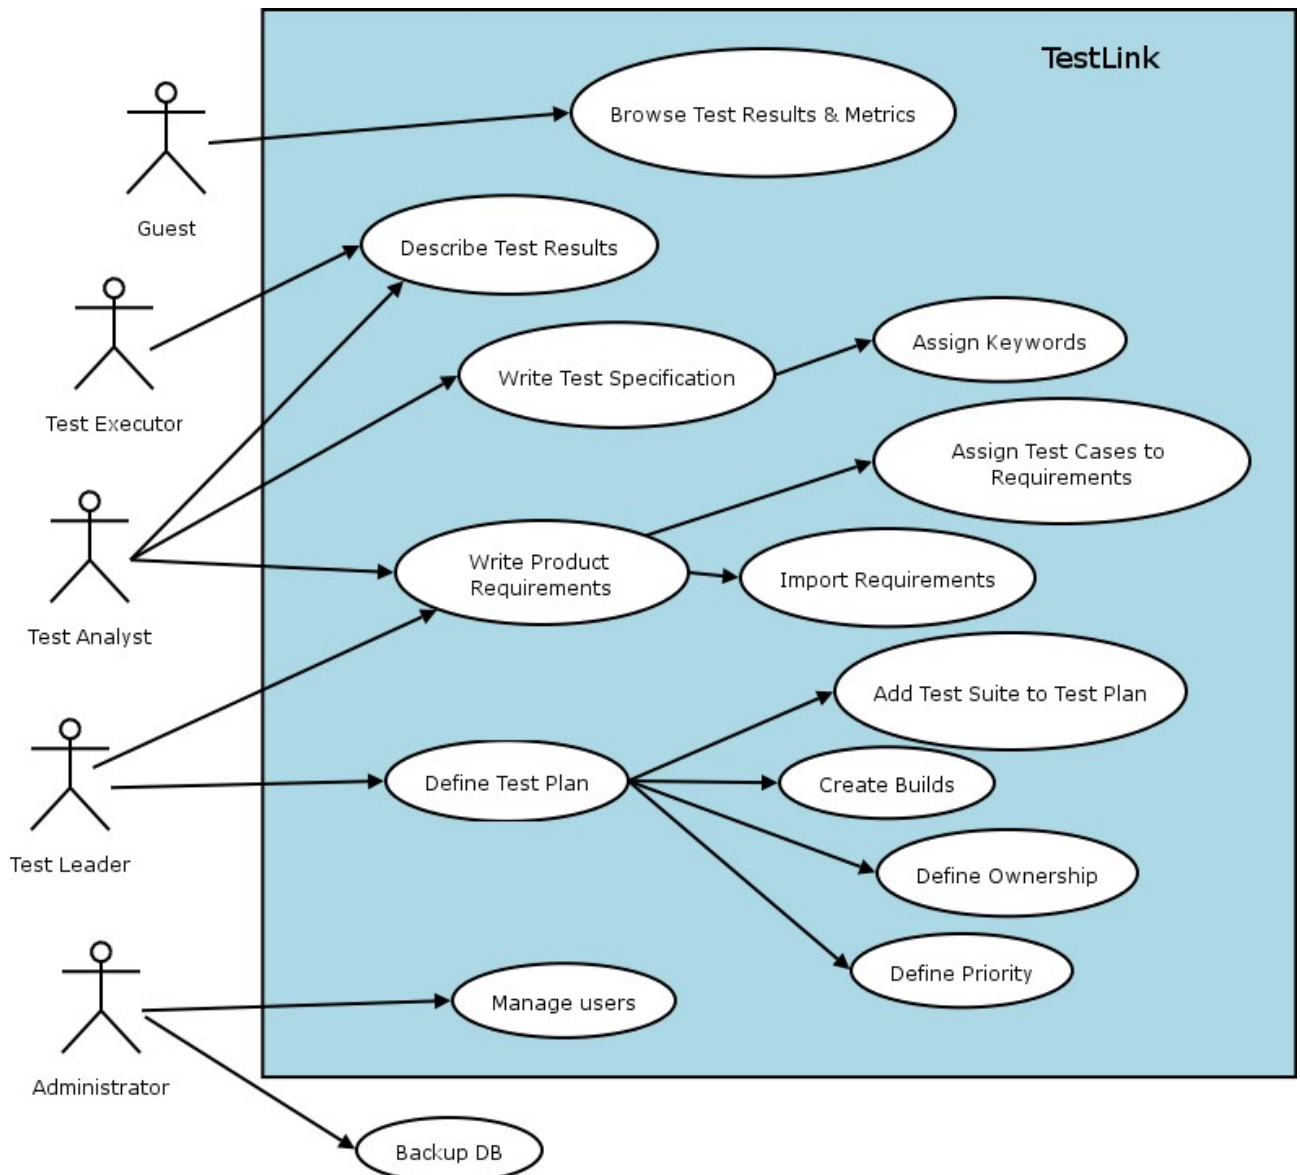 TestLink
Browse Test Results & Metrics
Guest
Describe Test Results
Assign Keywords
Write Test Specification
Test Executor
Assign Test Cases to
Requirements
Write Product
Requirements
Import Requirements
Test Analyst
Add Test Suite to Test Plan
Define Test Plan
Create Builds
Test Leader
Define Ownership
Define Priority
Manage users
Administrator
Backup DB